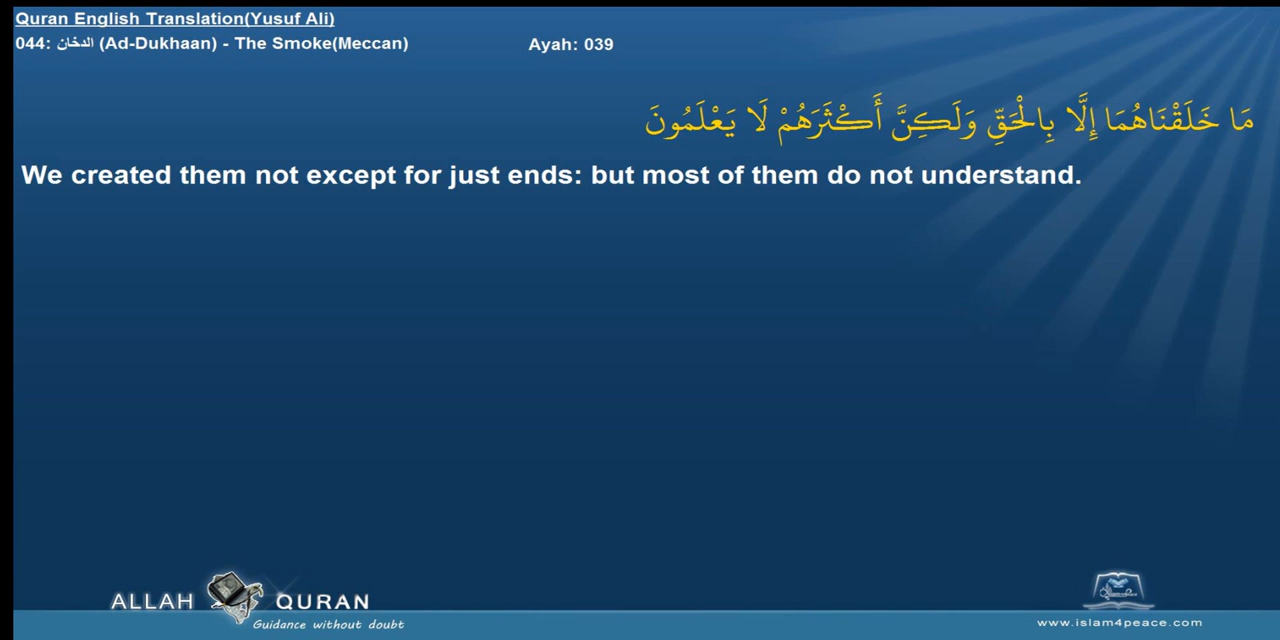 Quran English Translation(Yusuf Ali)
044: الدخان (Ad-Dukhaan) - The Smoke(Meccan) Ayah: 039
مَا خَلَقْنَاهُمَا إِلَّا بِالْحَقِّ وَلَٰكِنَّ أَكْثَرَهُمْ لَا يَعْلَمُونَ
We created them not except for just ends: but most of them do not understand.
ALLAH QURAN
Guidance without doubt
www.islam4peace.com